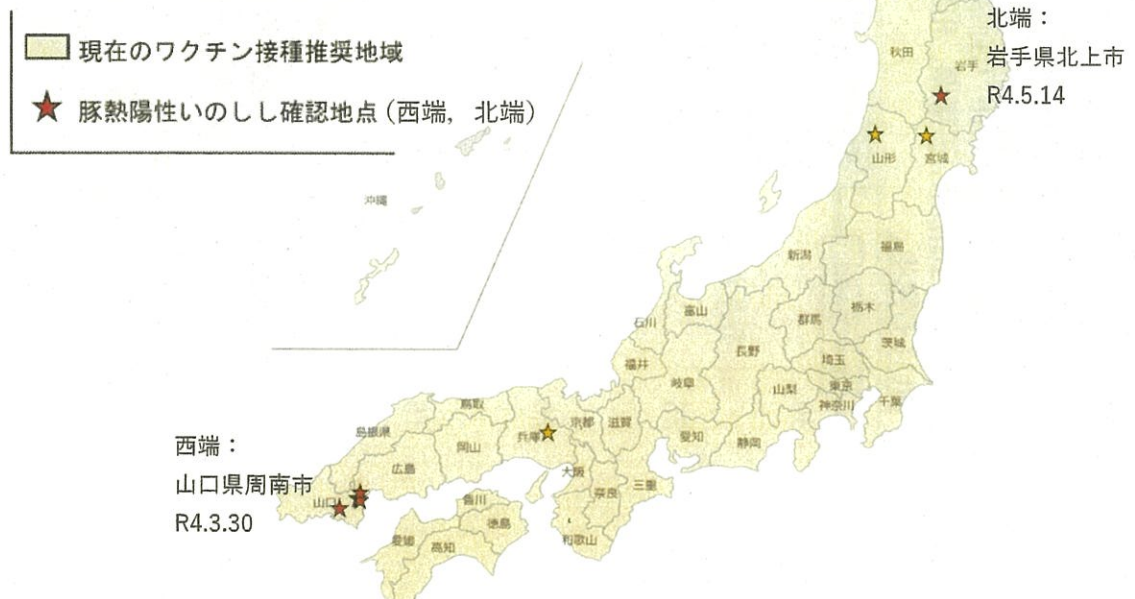 現在のワクチン接種推奨地域
豚熱陽性いのしし確認地点（西端，北端）
北端：
岩手県北上市
R4.5.14
秋田
岩手
山形
宮城
沖縄
新潟
福島
栃木
群馬
茨城
富山
石川
長野
埼玉
福井
岐阜
山梨
東京
神奈川
千葉
鳥取
島根県
岡山
兵庫
京都
滋賀
愛知
静岡
広島
大阪
三重
奈良
西端：
山口県周南市
R4.3.30
山口
香川
徳島
愛媛
高知
和歌山